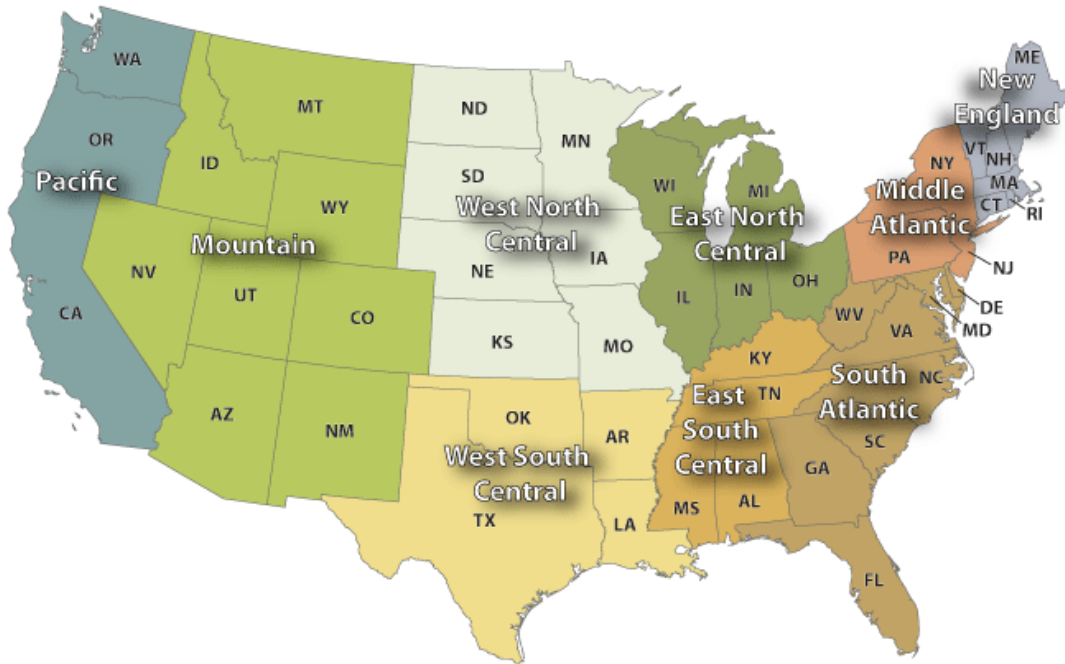 ME
WA
New
England
MT
ND
OR
MN
VT
NH
ID
NY
SD
MA
Pacific
WI
MI
Middle
Atlantic
CT
RI
WY
West North
Central
East North
Central
Mountain
PA
IA
NJ
NV
NE
OH
UT
IL
IN
DE
CA
CO
WV
MD
VA
KS
MO
KY
South
Atlantic
NC
TN
East
South
Central
AZ
OK
NM
AR
SC
West South
Central
GA
MS
AL
TX
LA
FL